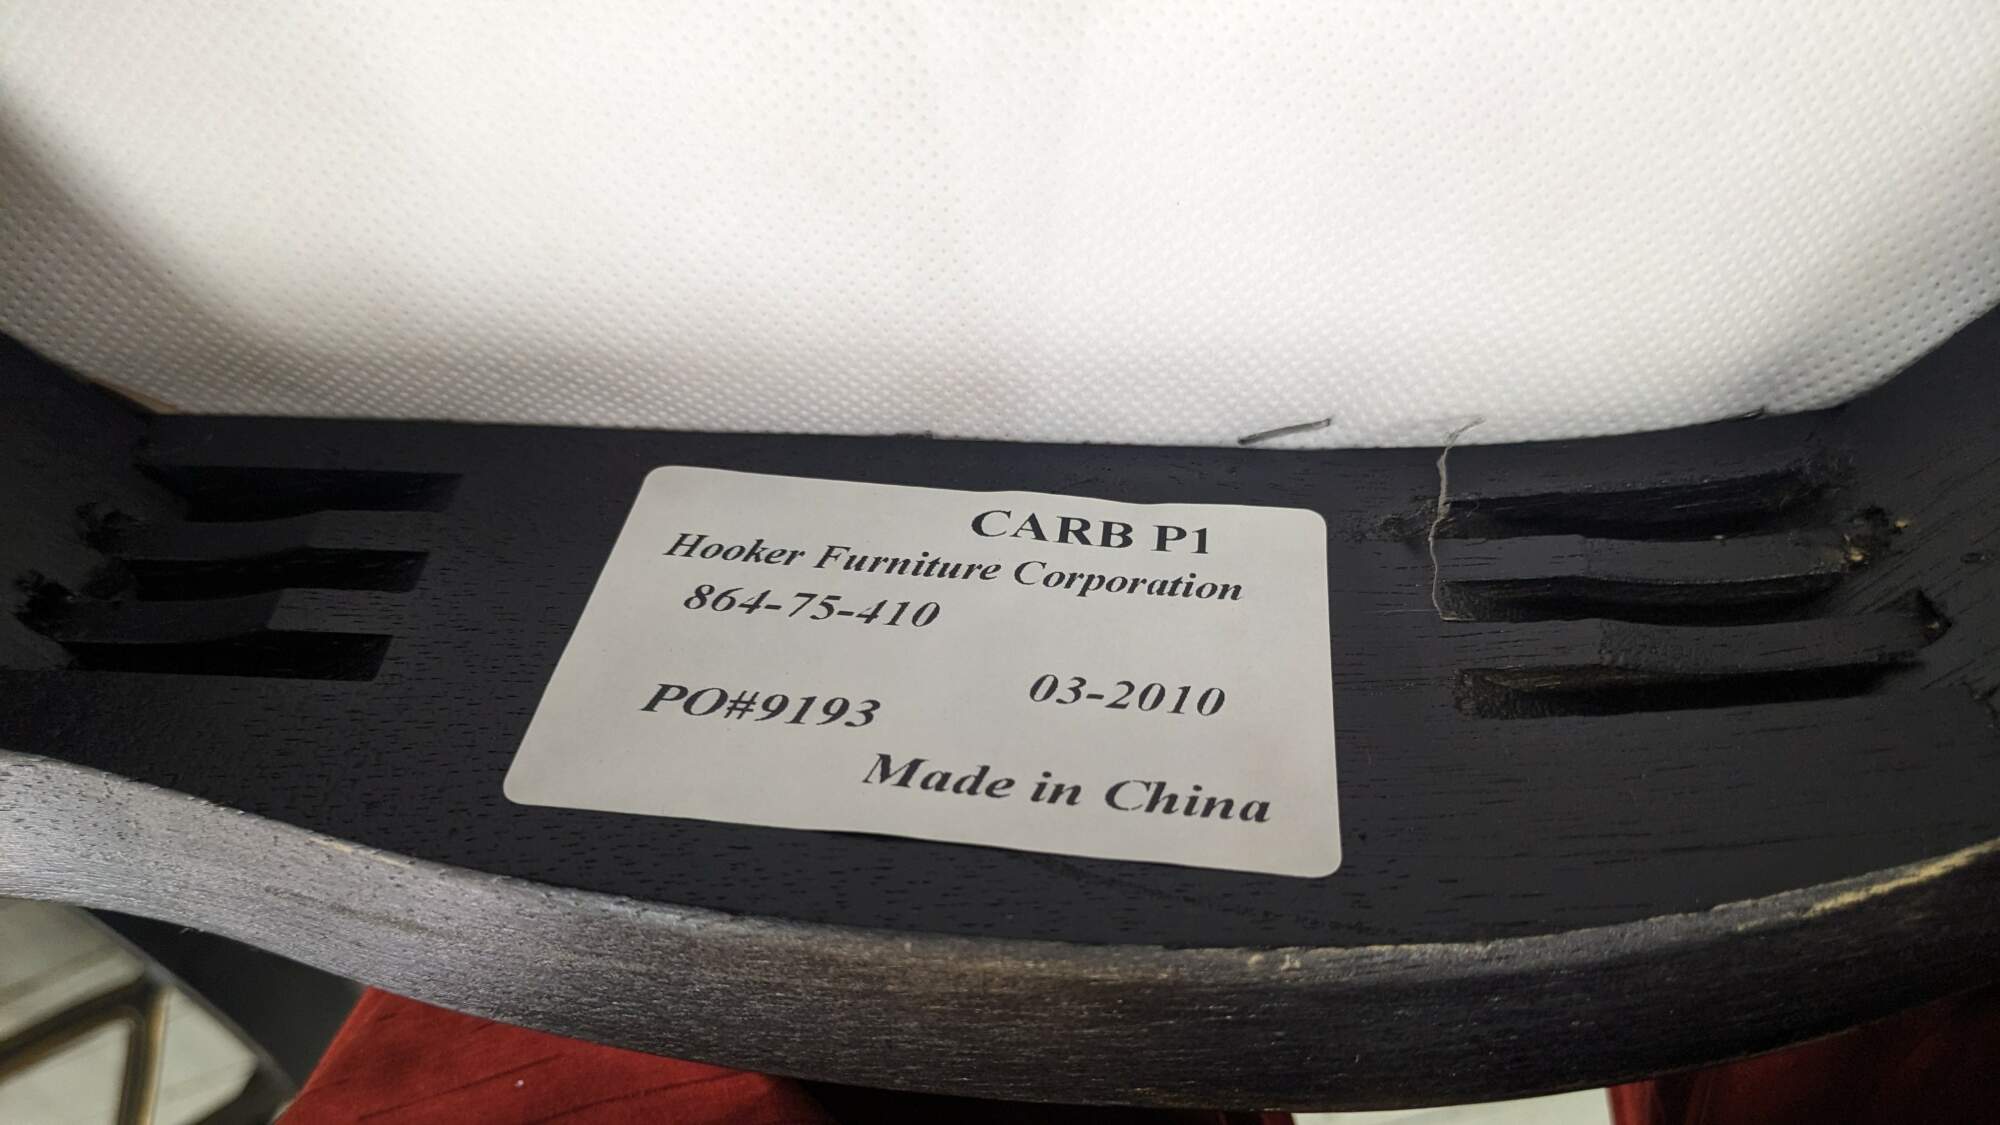 CARB P1
Hooker Furniture Corporation
864-75-410
PO#9193 03-2010
Made in China